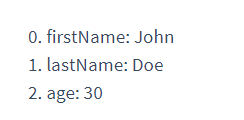 0. firstName: John
1. lastName: Doe
2. age: 30